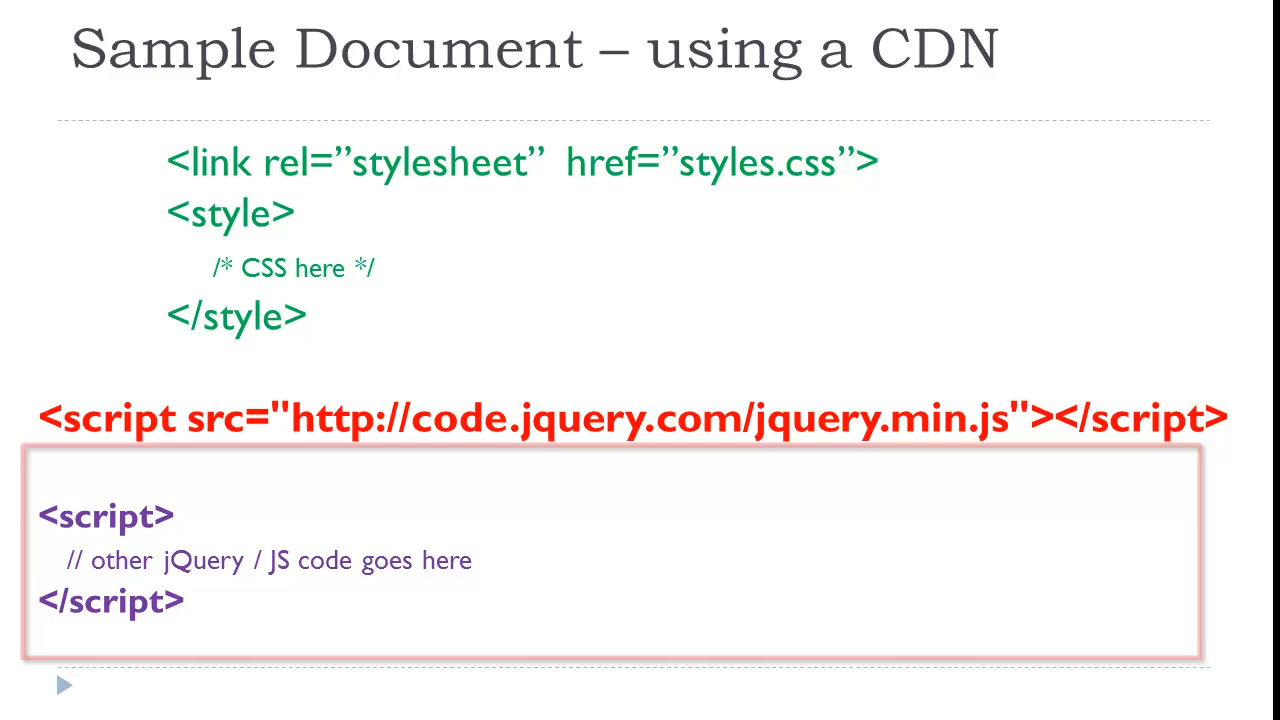 Sample Document – using a CDN
<link rel=”stylesheet” href=”styles.css”>
<style>
/* CSS here */
</style>
<script src="http://code.jquery.com/jquery.min.js"></script>
<script>
// other jQuery / JS code goes here
</script>